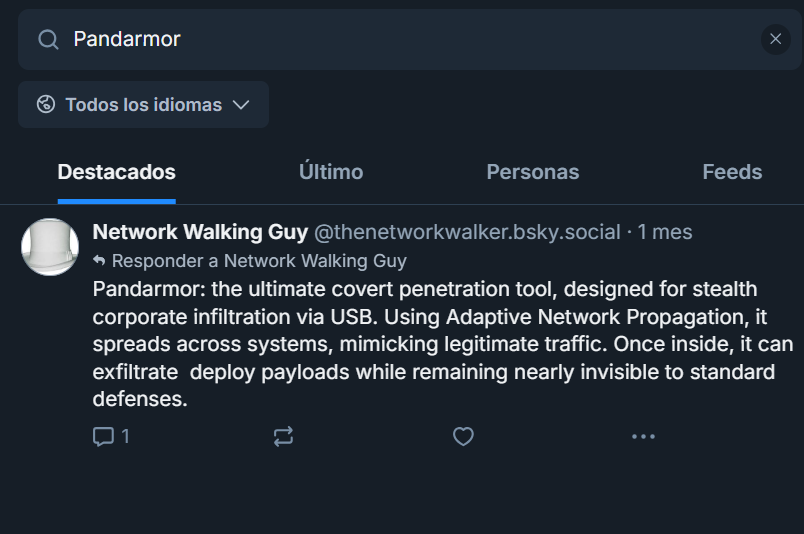 Pandarmor
Todos los idiomas
Destacados Último Personas Feeds
Network Walking Guy @thenetworkwalker.bsky.social · 1 mes
Responder a Network Walking Guy
Pandarmor: the ultimate covert penetration tool, designed for stealth
corporate infiltration via USB. Using Adaptive Network Propagation, it
spreads across systems, mimicking legitimate traffic. Once inside, it can
exfiltrate  deploy payloads while remaining nearly invisible to standard
defenses.
1